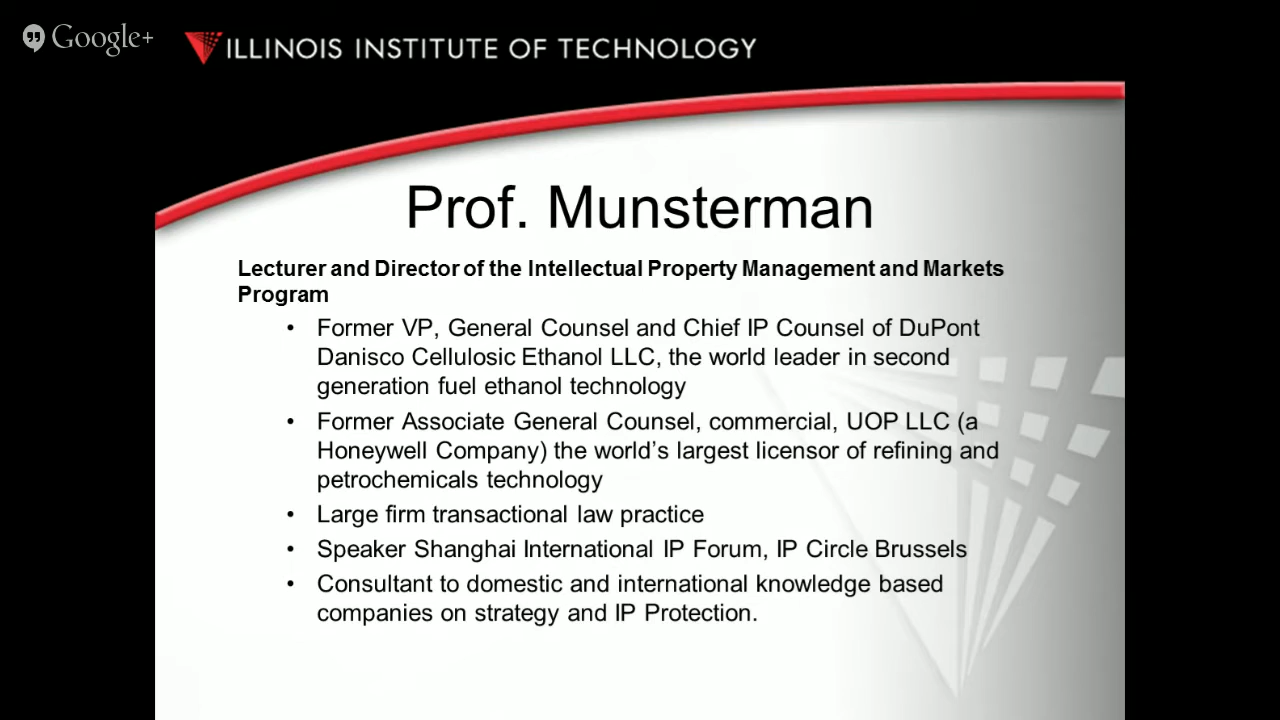 Google+
ILLINOIS INSTITUTE OF TECHNOLOGY
Prof. Munsterman
Lecturer and Director of the Intellectual Property Management and Markets
Program
• Former VP, General Counsel and Chief IP Counsel of DuPont
Danisco Cellulosic Ethanol LLC, the world leader in second
generation fuel ethanol technology
• Former Associate General Counsel, commercial, UOP LLC (a
Honeywell Company) the world’s largest licensor of refining and
petrochemicals technology
• Large firm transactional law practice
• Speaker Shanghai International IP Forum, IP Circle Brussels
• Consultant to domestic and international knowledge based
companies on strategy and IP Protection.